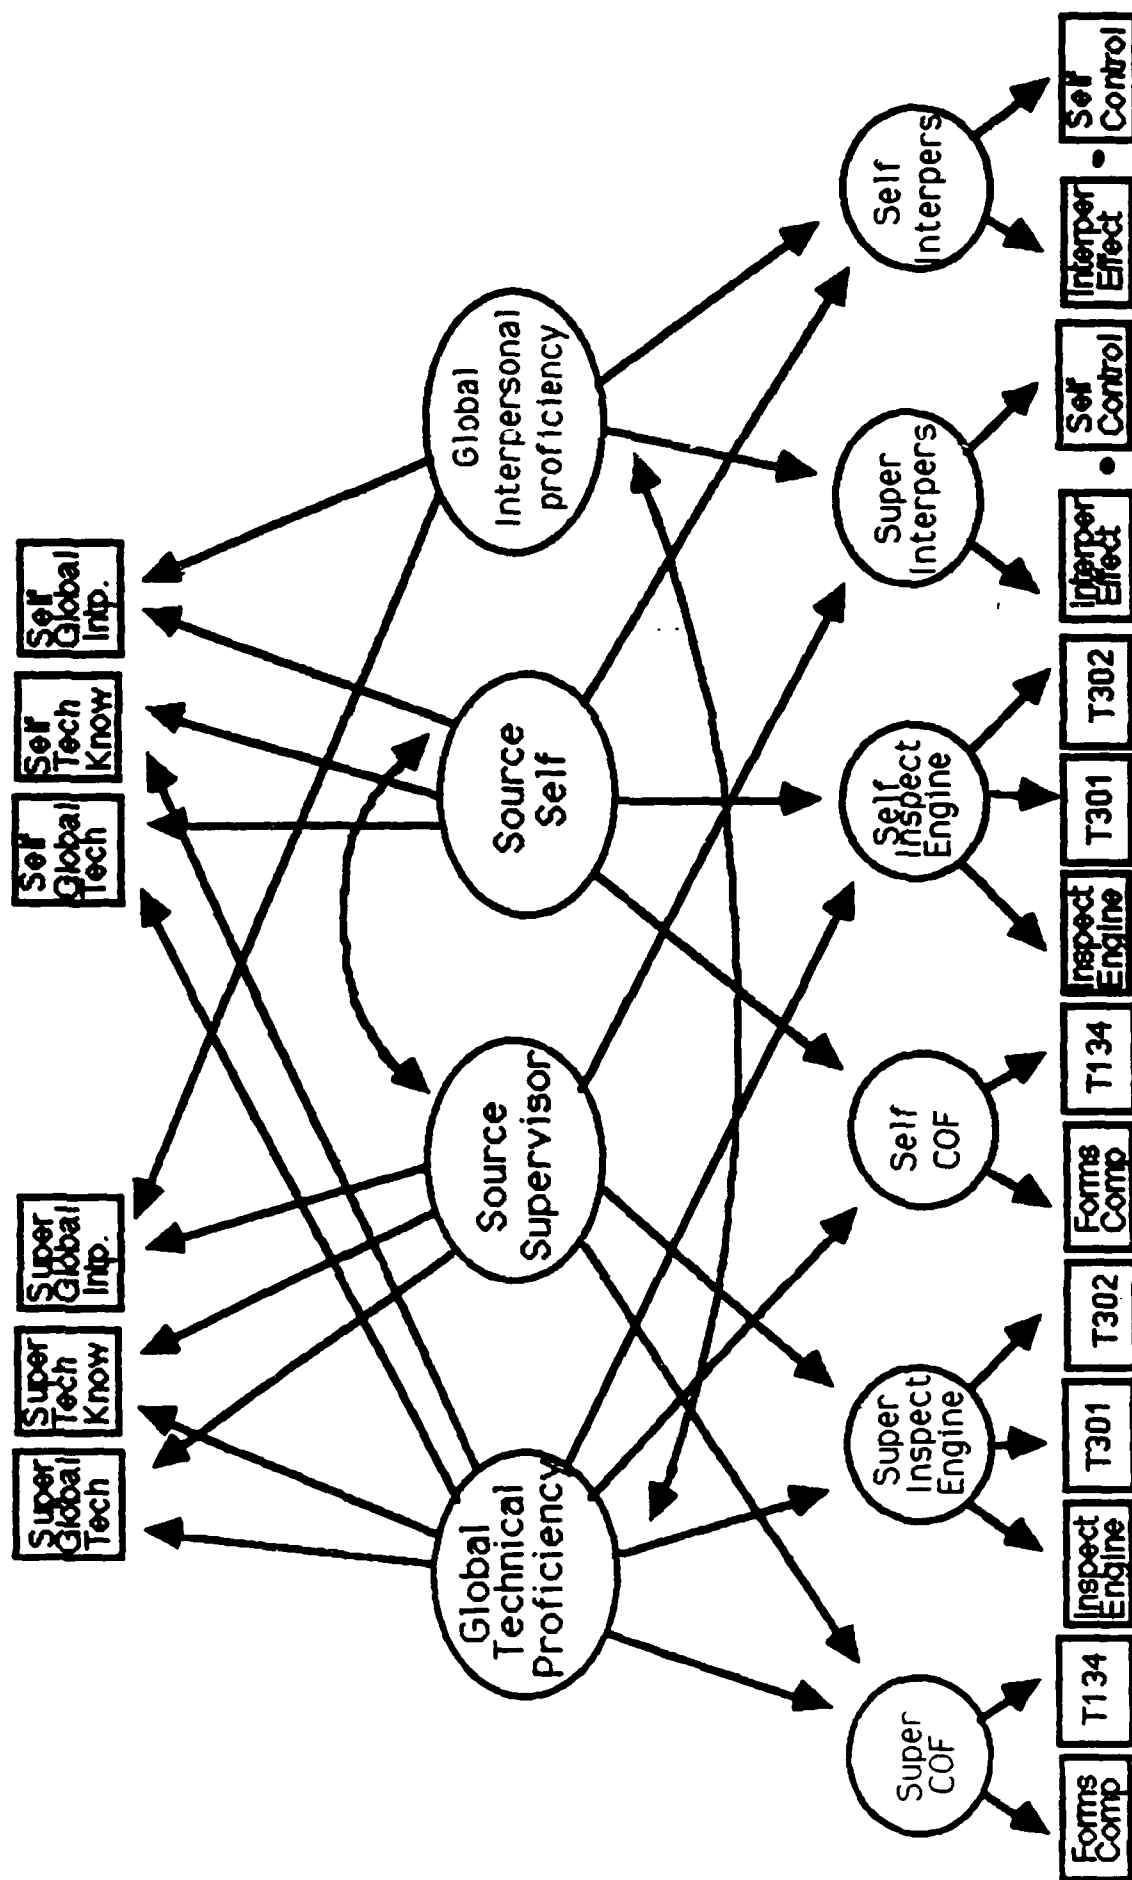 Super
Global
Tech
Super
Tech
Know
Super
Global
Intp.
Self
Global
Tech
Self
Tech
Know
Self
Global
Intp.
Global
Technical
Proficiency
Source
Supervisor
Source
Self
Global
Interpersonal
proficiency
Super
COF
Super
Inspect
Engine
Self
COF
Self
Inspect
Engine
Super
Interpers
Self
Interpers
Forms
Comp
T134
Inspect
Engine
T301
T302
Forms
Comp
T134
Inspect
Engine
T301
T302
Interper
Effect
Self
Control
Interper
Effect
Self
Control